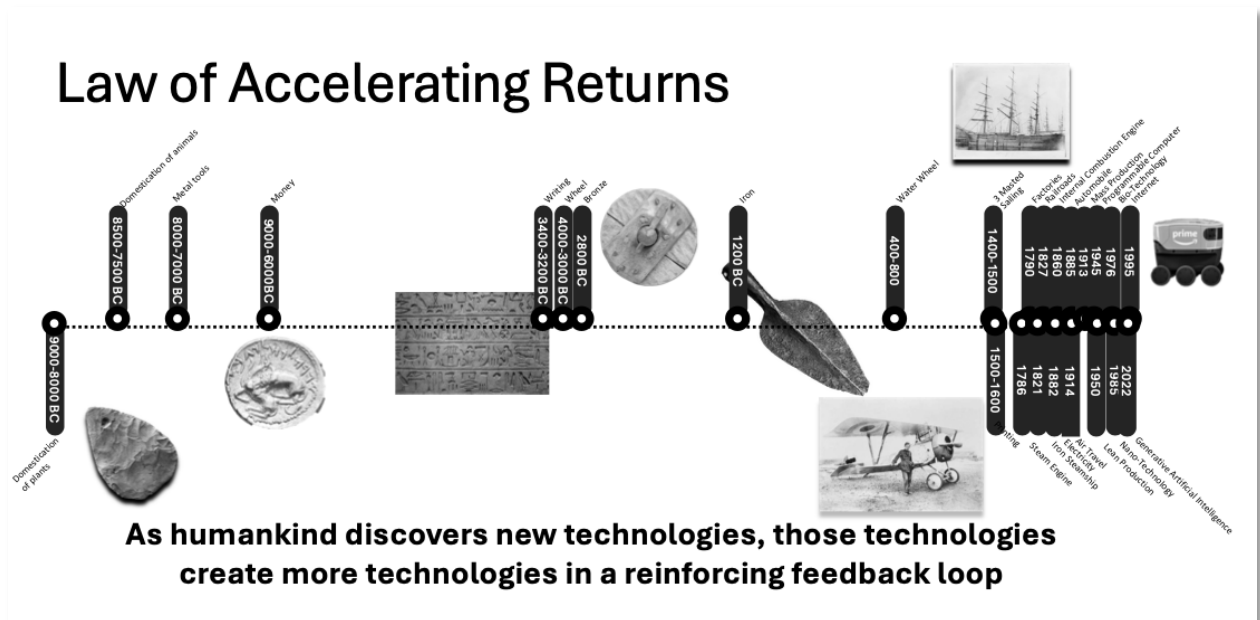 Law of Accelerating Returns
Domestication of animals
Metal tools
Money
Writing
Wheel
Bronze
Iron
Water Wheel
3 Masted
Sailing
Factories
Railroads
Internal Combustion Engine
Automobile
Mass Production
Programmable Computer
Bio-Technology
Internet
8500-7500 BC
8000-7000 BC
9000-6000BC
3400-3200 BC
4000-3000 BC
2800 BC
1200 BC
400-800
1400-1500
1790
1827
1860
1885
1913
1945
1976
1995
prime
9000-8000 BC
1500-1600
1786
1821
1882
1914
1950
1985
2022
Domestication
of plants
Printing
Steam Engine
Iron Steamship
Electricity
Air Travel
Lean Production
Nano-Technology
Generative Artificial Intelligence
As humankind discovers new technologies, those technologies
create more technologies in a reinforcing feedback loop